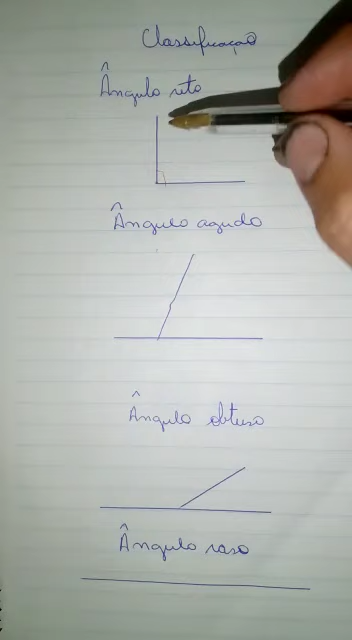 Classificação
Ângulo reto
Ângulo agudo
Ângulo obtuso
Ângulo raso